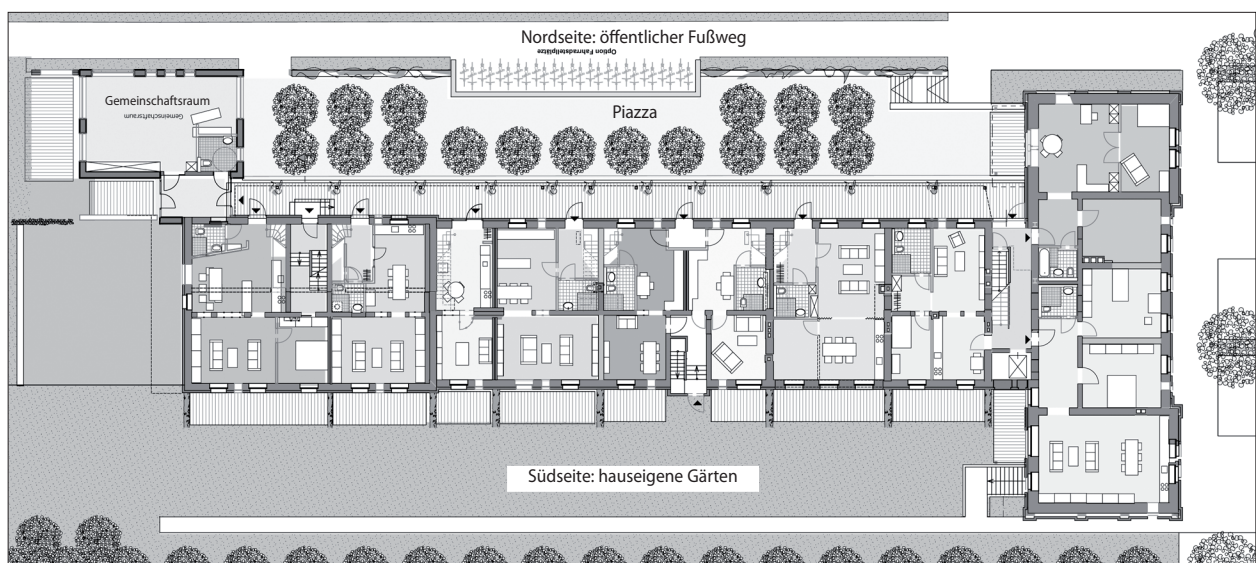 Nordseite: öffentlicher Fußweg
Option Fahrradstellplätze
Gemeinschaftsraum
Gemeinschaftsraum
Piazza
Südseite: hauseigene Gärten